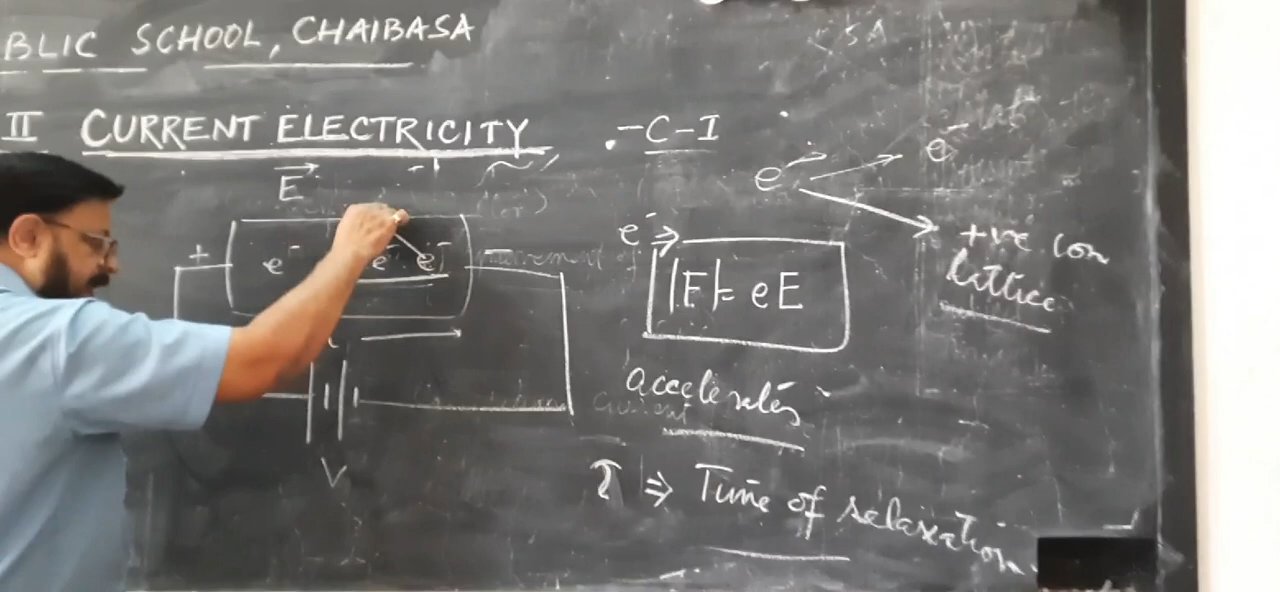 BLIC SCHOOL, CHAIBASA
II CURRENT ELECTRICITY -C-I
E
e⁻ e⁻
+ e⁻ e⁻ e⁻
e⁻ ⇒
|F| = eE
+ve ion
lattice
accelerates
V
τ ⇒ Time of relaxation